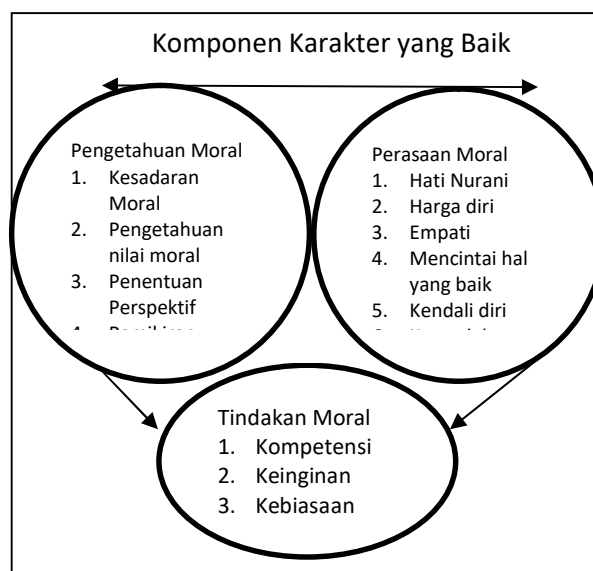 Komponen Karakter yang Baik
Pengetahuan Moral
1. Kesadaran
Moral
2. Pengetahuan
nilai moral
3. Penentuan
Perspektif
Perasaan Moral
1. Hati Nurani
2. Harga diri
3. Empati
4. Mencintai hal
yang baik
5. Kendali diri
Tindakan Moral
1. Kompetensi
2. Keinginan
3. Kebiasaan